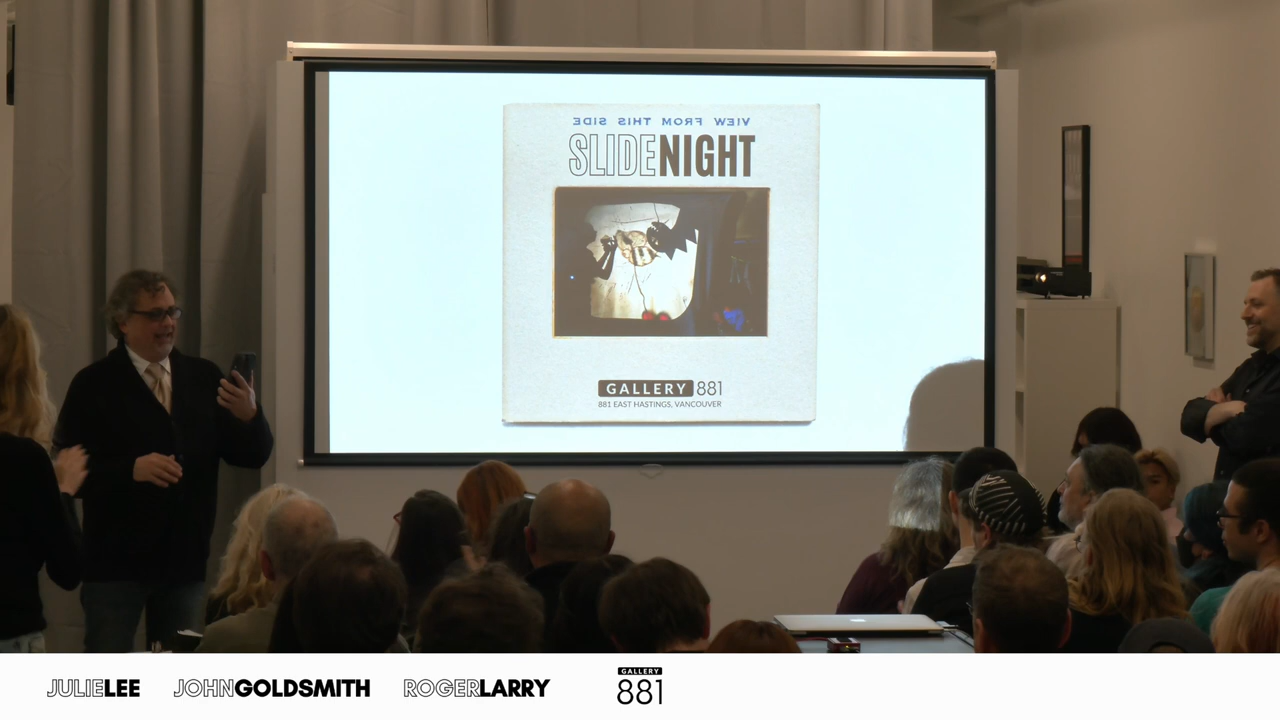 VIEW FROM THIS SIDE
SLIDENIGHT
GALLERY 881
881 EAST HASTINGS, VANCOUVER
JULIELEE JOHNGOLDSMITH ROGERLARRY
GALLERY
881